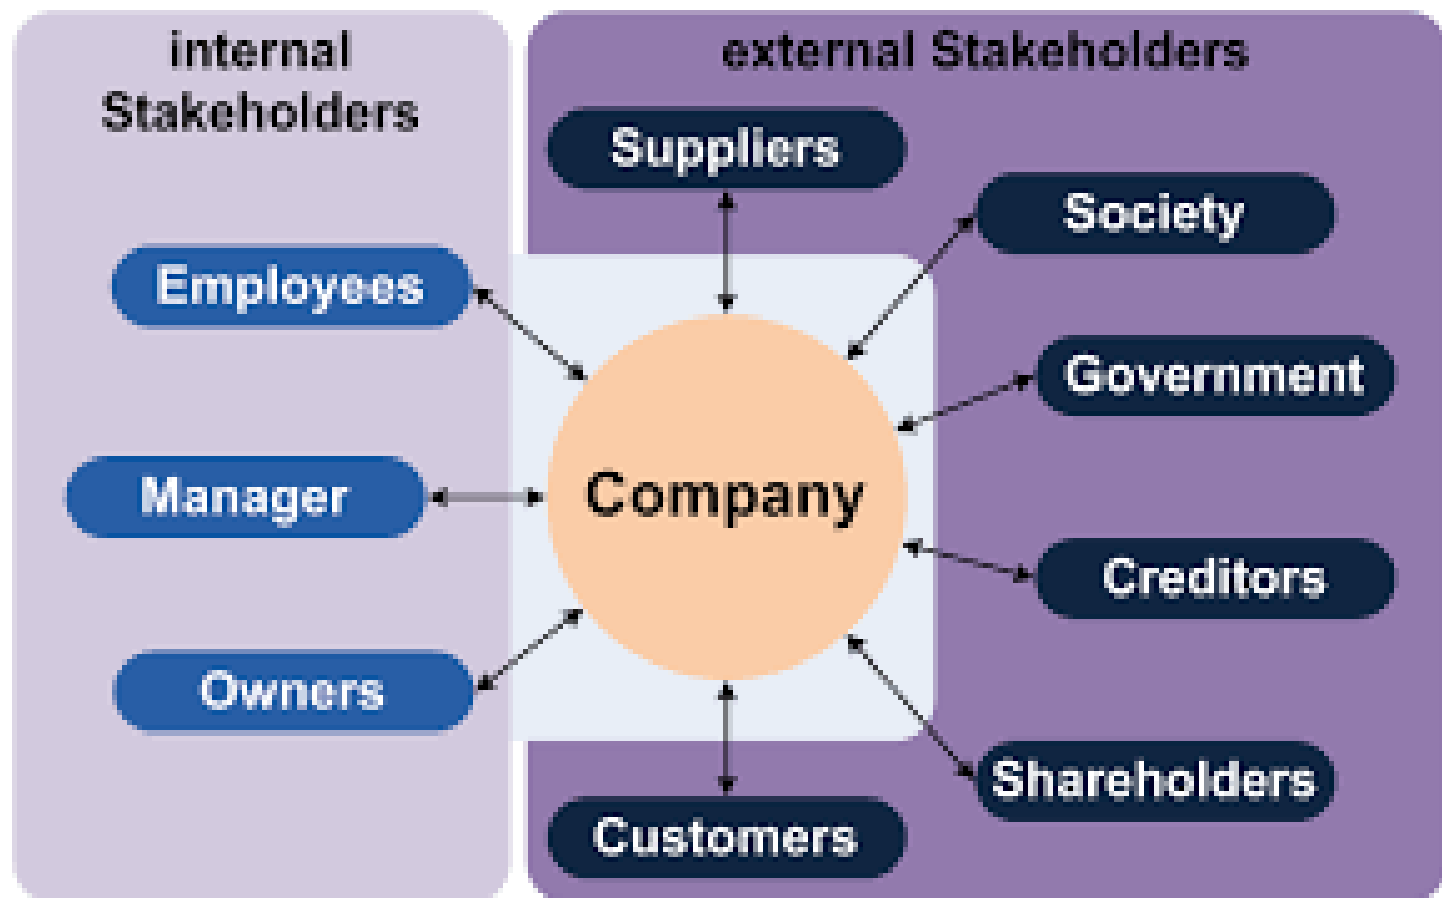 internal
Stakeholders
external Stakeholders
Suppliers
Society
Employees
Government
Manager
Company
Creditors
Owners
Shareholders
Customers